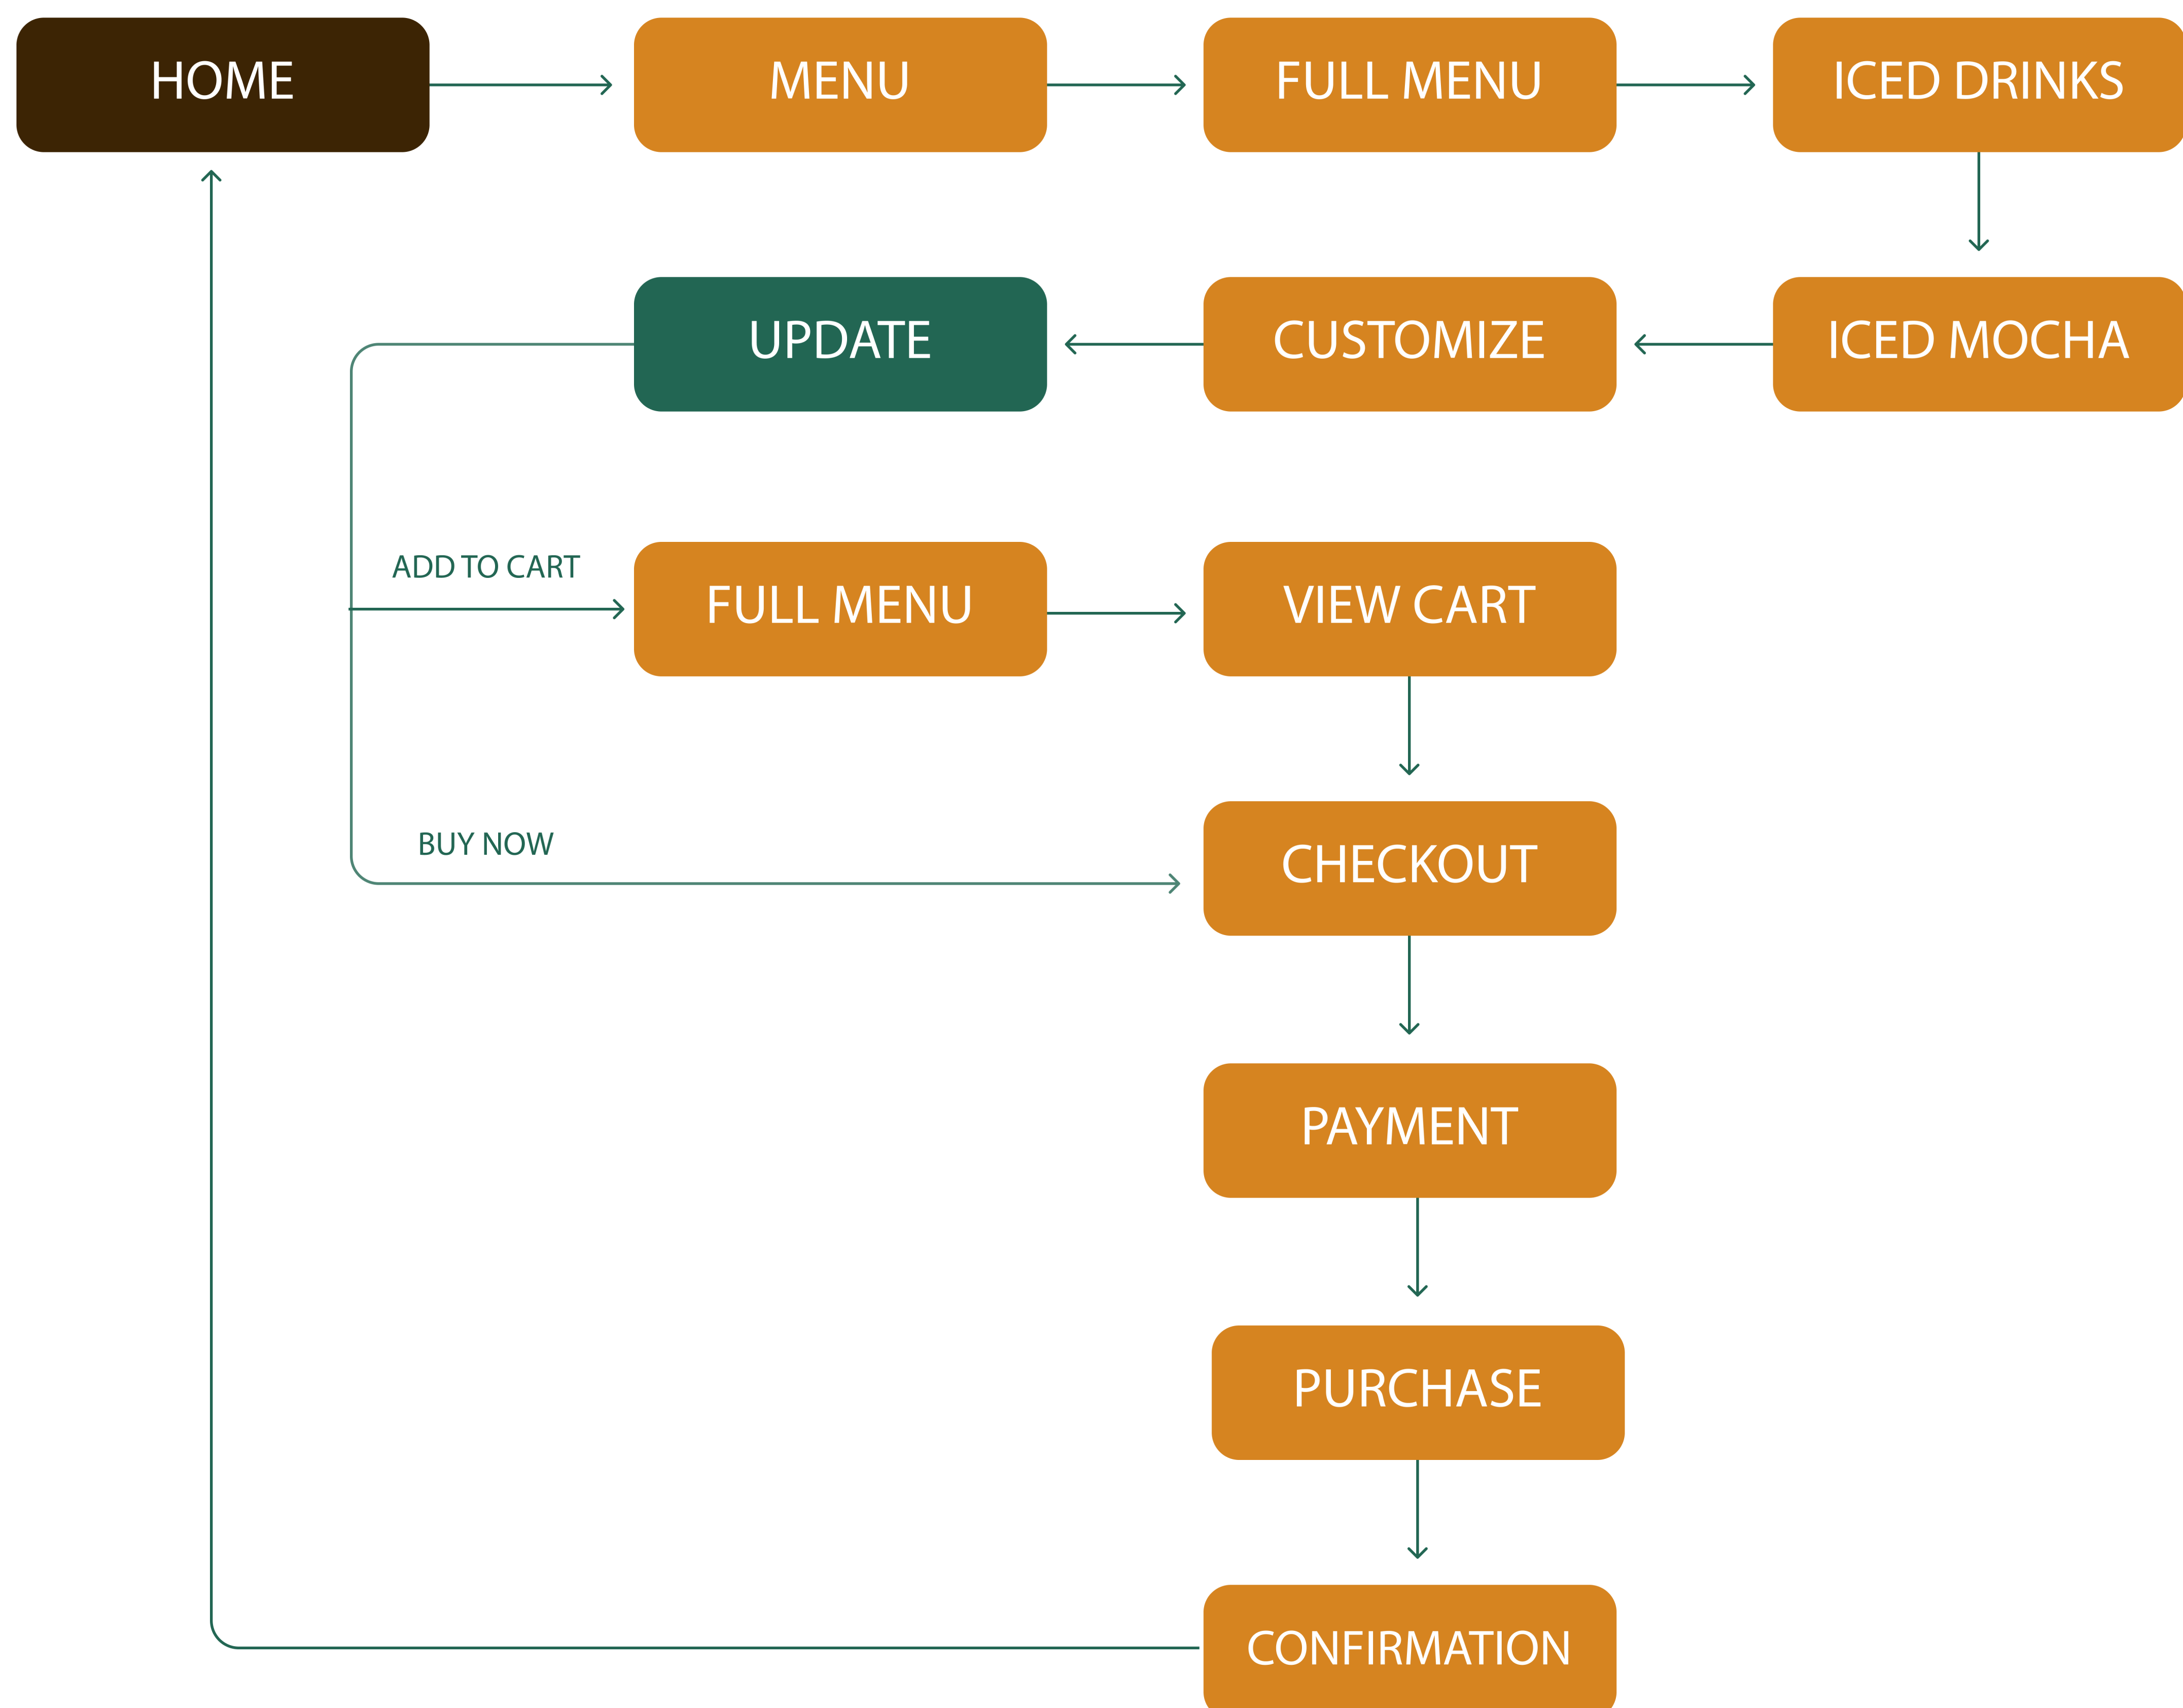 HOME
MENU
FULL MENU
ICED DRINKS
UPDATE
CUSTOMIZE
ICED MOCHA
ADD TO CART
FULL MENU
VIEW CART
BUY NOW
CHECKOUT
PAYMENT
PURCHASE
CONFIRMATION